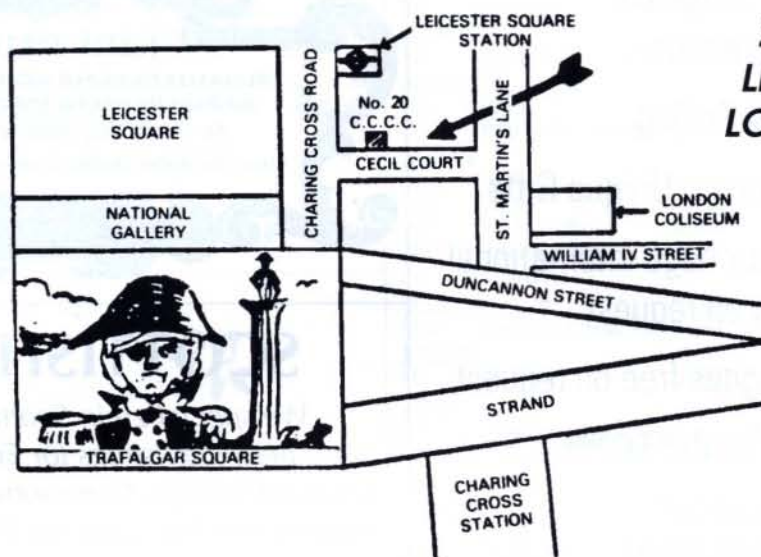 LEICESTER SQUARE
STATION
CHARING CROSS ROAD
LEICESTER
SQUARE
No. 20
C.C.C.C.
CECIL COURT
ST. MARTIN'S LANE
NATIONAL
GALLERY
LONDON
COLISEUM
WILLIAM IV STREET
DUNCANNON STREET
STRAND
TRAFALGAR SQUARE
CHARING
CROSS
STATION